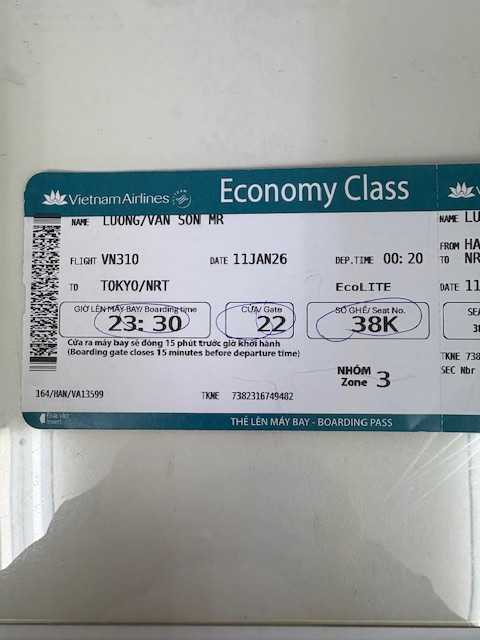 Vietnam Airlines SKYTEAM Economy Class
NAME LUONG/VAN SON MR
FLIGHT VN310 DATE 11JAN26 DEP.TIME 00:20
TO TOKYO/NRT EcoLITE
GIỜ LÊN MÁY BAY/ Boarding time CỬA/ Gate SỐ GHẾ/ Seat No.
23:30 22 38K
Cửa ra máy bay sẽ đóng 15 phút trước giờ khởi hành
(Boarding gate closes 15 minutes before departure time)
NHÓM
Zone 3
164/HAN/VA13599 TKNE 7382316749482
THẺ LÊN MÁY BAY - BOARDING PASS
NAME LU
FROM HA
TO NR
DATE 11
SEA
38
TKNE 738
SEC Nbr